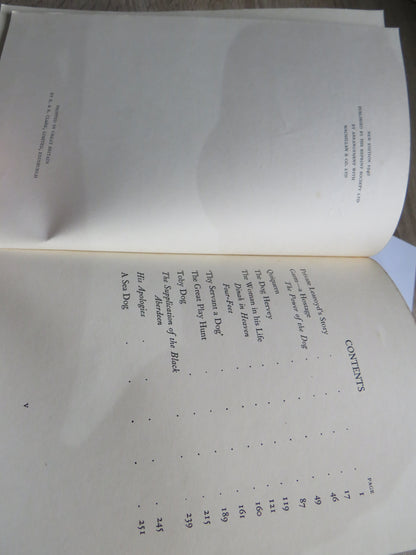 NEW EDITION 1940
PUBLISHED BY THE REPRINT SOCIETY LTD.
BY ARRANGEMENT WITH
MACMILLAN & CO. LTD
PRINTED IN GREAT BRITAIN
BY R. & R. CLARK, LIMITED, EDINBURGH
CONTENTS
PAGE
Private Learoyd's Story . 1
Garm—a Hostage . 17
The Power of the Dog . 46
Quiquern . 49
The Dog Hervey . 87
The Woman in his Life . 119
Dinah in Heaven . 121
Four-Feet . 160
'Thy Servant a Dog' . 161
The Great Play Hunt . 189
Toby Dog . 215
The Supplication of the Black
Aberdeen . 239
His Apologies . 245
A Sea Dog . 251
v